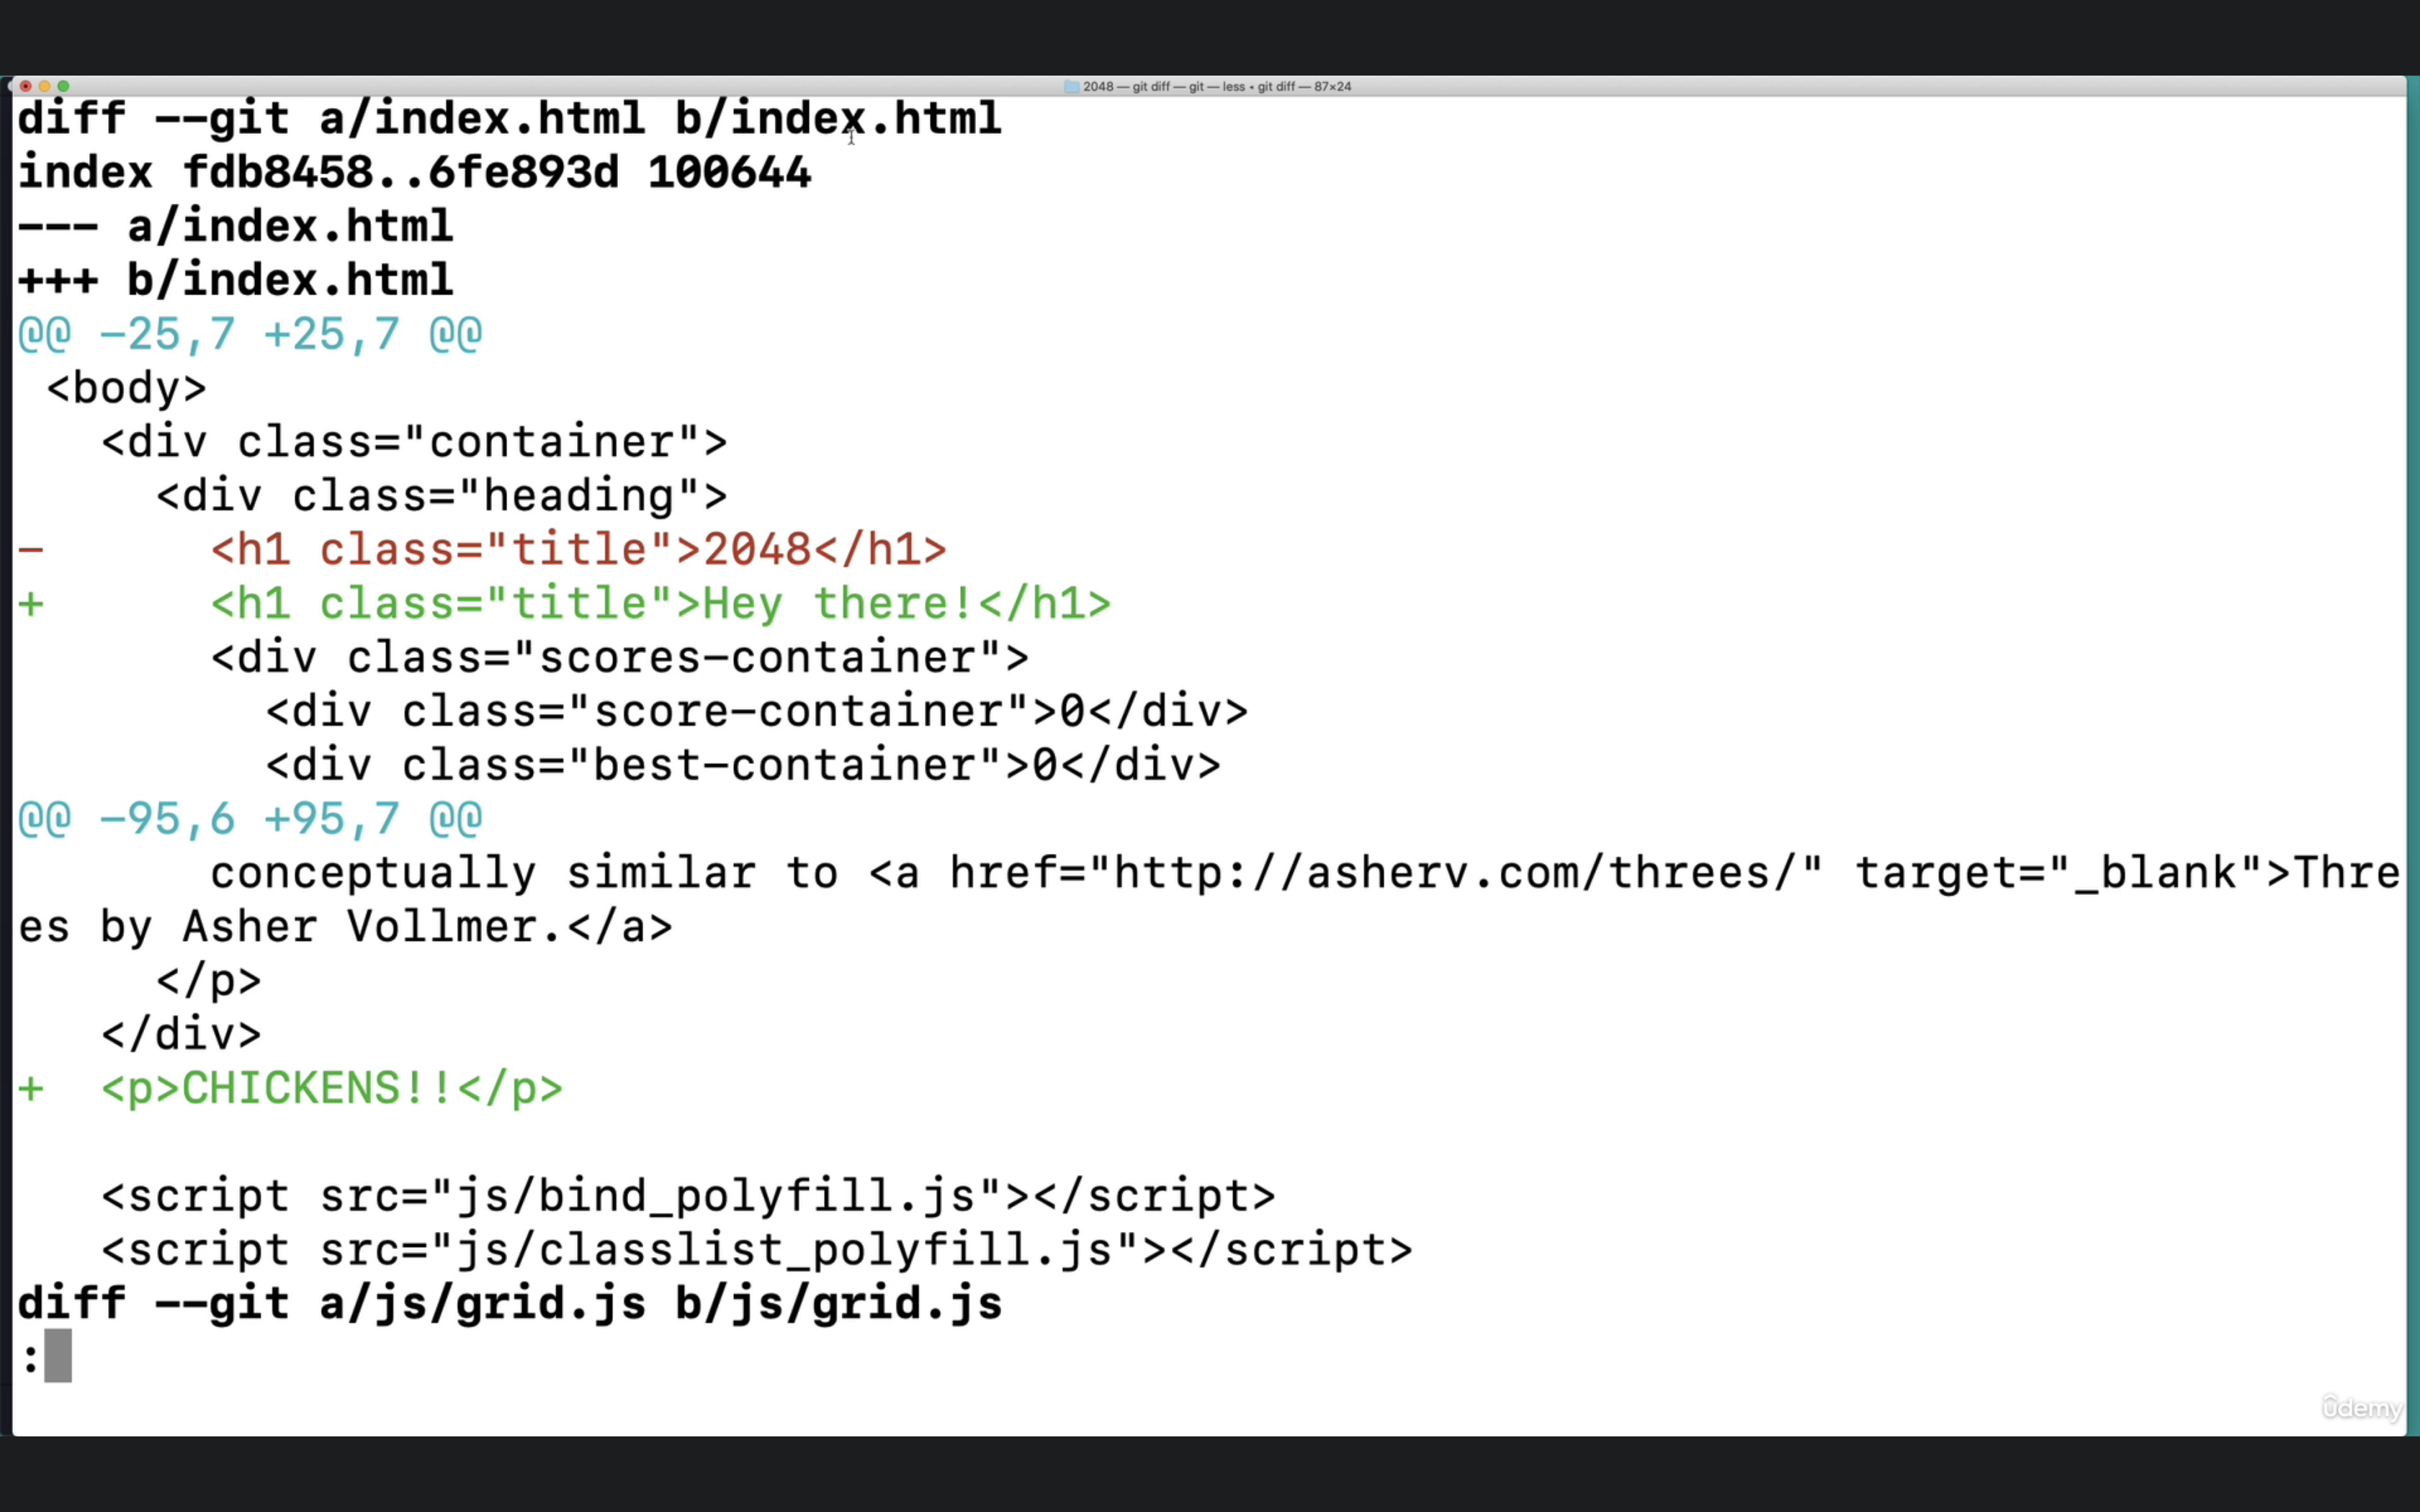 2048 — git diff — git — less ◂ git diff — 87×24
diff --git a/index.html b/index.html
index fdb8458..6fe893d 100644
--- a/index.html
+++ b/index.html
@@ -25,7 +25,7 @@
 <body>
   <div class="container">
     <div class="heading">
-      <h1 class="title">2048</h1>
+      <h1 class="title">Hey there!</h1>
       <div class="scores-container">
         <div class="score-container">0</div>
         <div class="best-container">0</div>
@@ -95,6 +95,7 @@
       conceptually similar to <a href="http://asherv.com/threes/" target="_blank">Thre
es by Asher Vollmer.</a>
     </p>
   </div>
+  <p>CHICKENS!!</p>
   <script src="js/bind_polyfill.js"></script>
   <script src="js/classlist_polyfill.js"></script>
diff --git a/js/grid.js b/js/grid.js
:
udemy